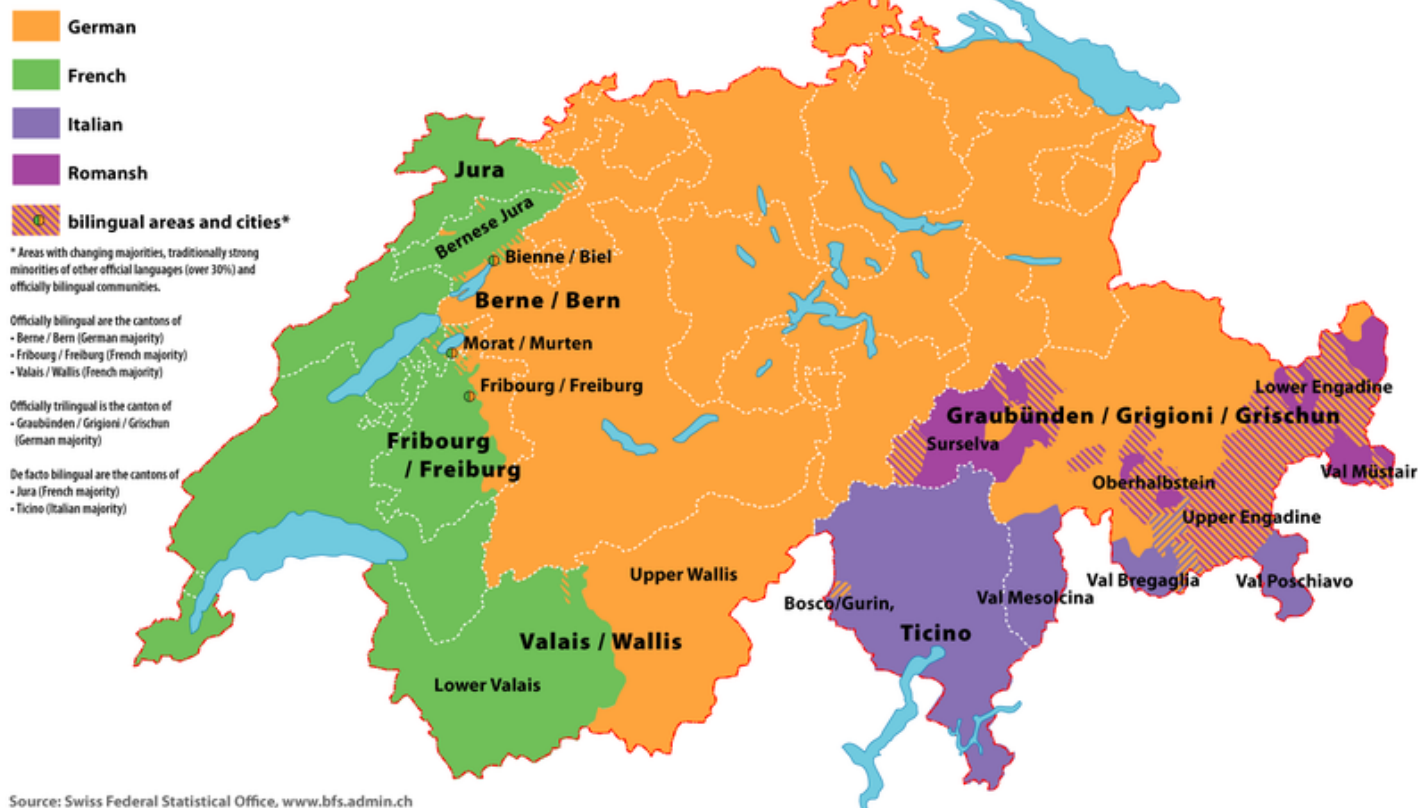 German
French
Italian
Romansh
bilingual areas and cities*
* Areas with changing majorities, traditionally strong
minorities of other official languages (over 30%) and
officially bilingual communities.
Officially bilingual are the cantons of
• Berne / Bern (German majority)
• Fribourg / Freiburg (French majority)
• Valais / Wallis (French majority)
Officially trilingual is the canton of
• Graubünden / Grigioni / Grischun
(German majority)
De facto bilingual are the cantons of
• Jura (French majority)
• Ticino (Italian majority)
Jura
Bernese Jura
Bienne / Biel
Berne / Bern
Morat / Murten
Fribourg / Freiburg
Fribourg
/ Freiburg
Lower Engadine
Graubünden / Grigioni / Grischun
Surselva
Val Müstair
Oberhalbstein
Upper Engadine
Upper Wallis
Val Bregaglia
Val Poschiavo
Bosco/Gurin,
Val Mesolcina
Ticino
Valais / Wallis
Lower Valais
Source: Swiss Federal Statistical Office, www.bfs.admin.ch